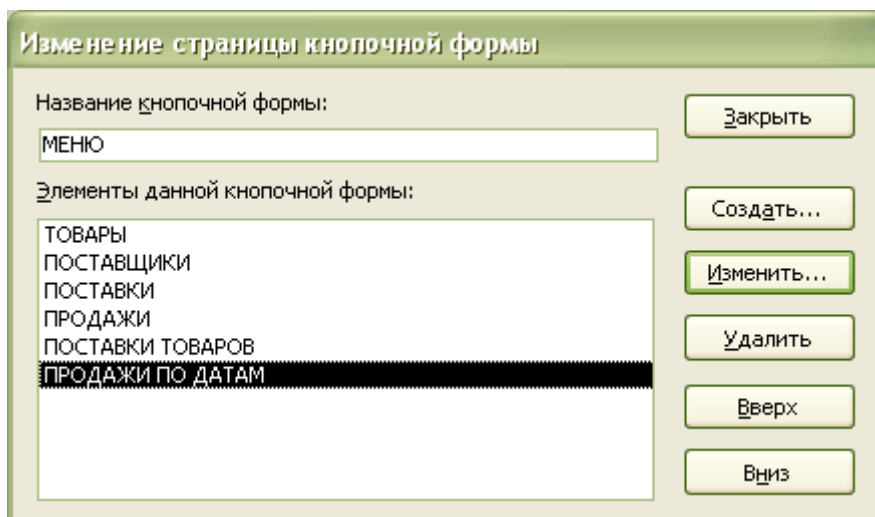 Изменение страницы кнопочной формы
Название кнопочной формы:
МЕНЮ
Закрыть
Элементы данной кнопочной формы:
ТОВАРЫ
ПОСТАВЩИКИ
ПОСТАВКИ
ПРОДАЖИ
ПОСТАВКИ ТОВАРОВ
ПРОДАЖИ ПО ДАТАМ
Создать...
Изменить...
Удалить
Вверх
Вниз